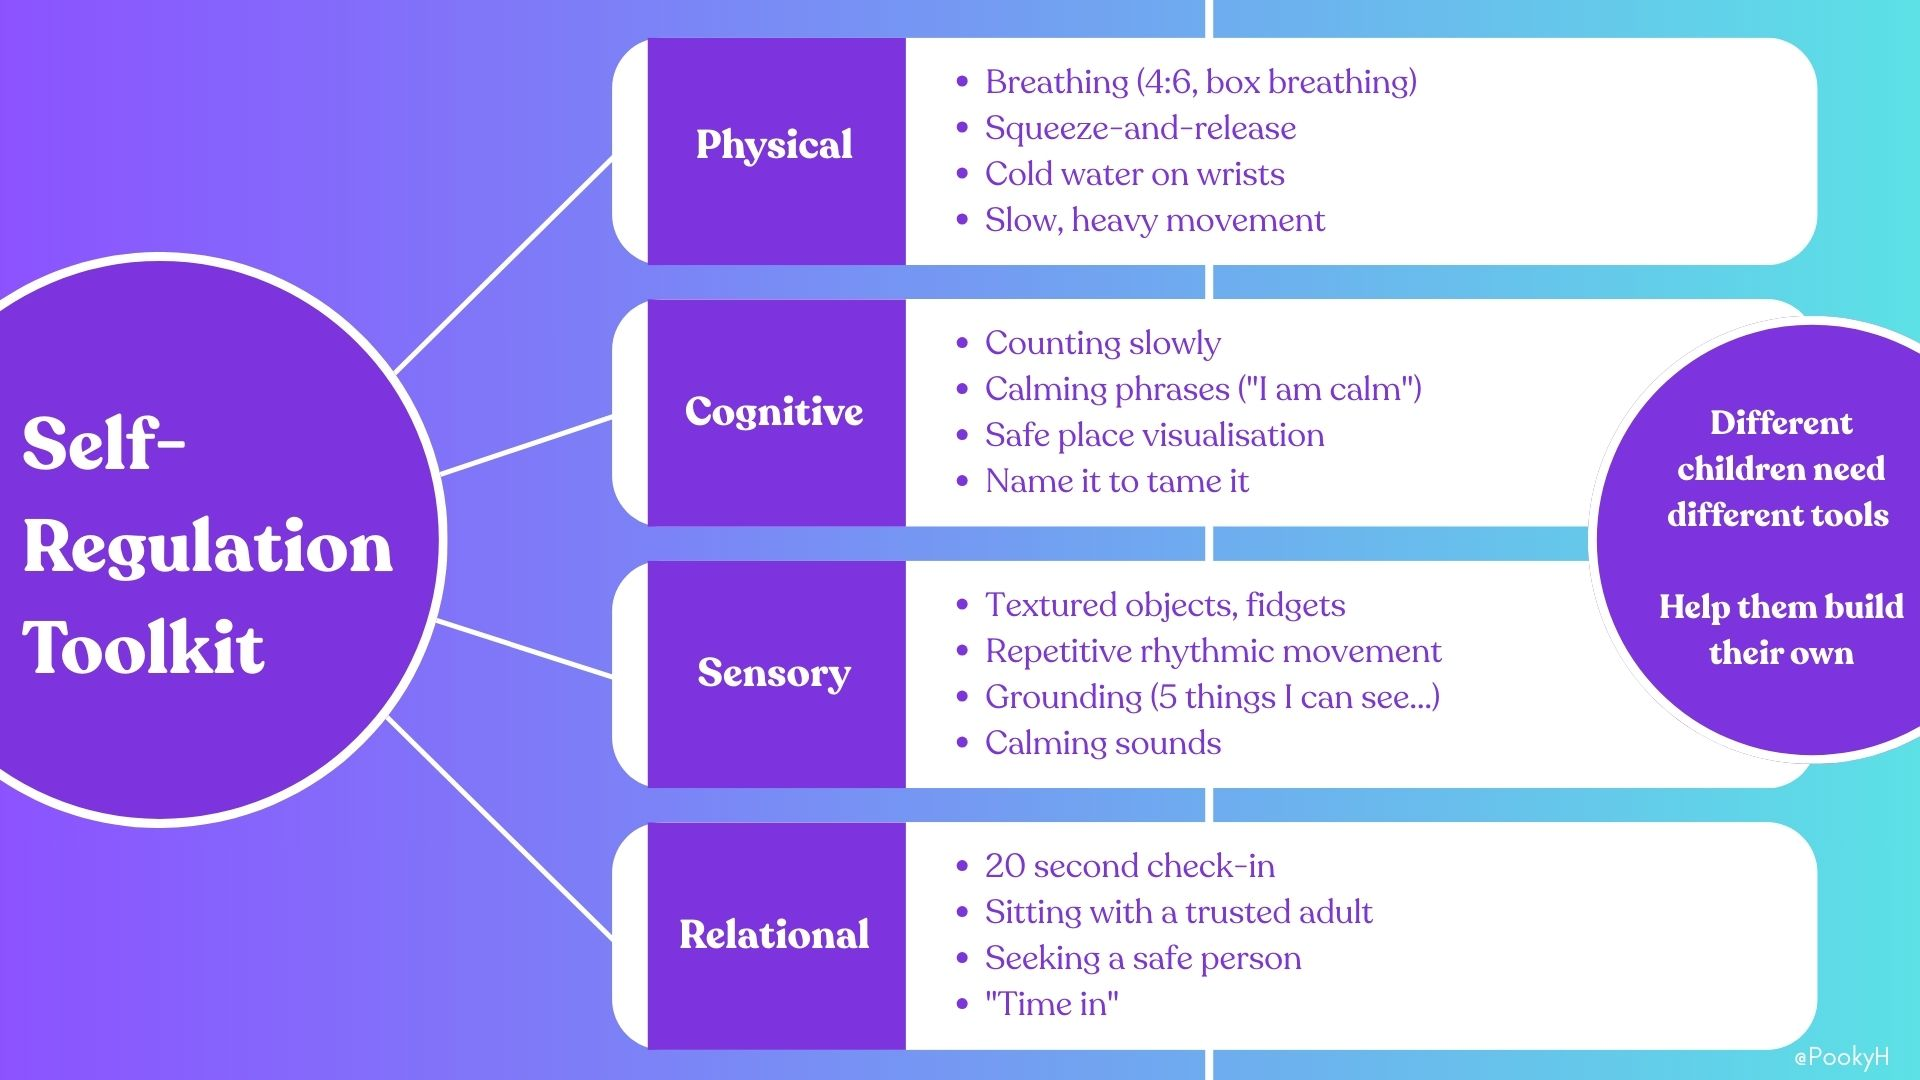 Self-
Regulation
Toolkit
Physical
• Breathing (4:6, box breathing)
• Squeeze-and-release
• Cold water on wrists
• Slow, heavy movement
Cognitive
• Counting slowly
• Calming phrases ("I am calm")
• Safe place visualisation
• Name it to tame it
Sensory
• Textured objects, fidgets
• Repetitive rhythmic movement
• Grounding (5 things I can see...)
• Calming sounds
Relational
• 20 second check-in
• Sitting with a trusted adult
• Seeking a safe person
• "Time in"
Different
children need
different tools
Help them build
their own
@PookyH